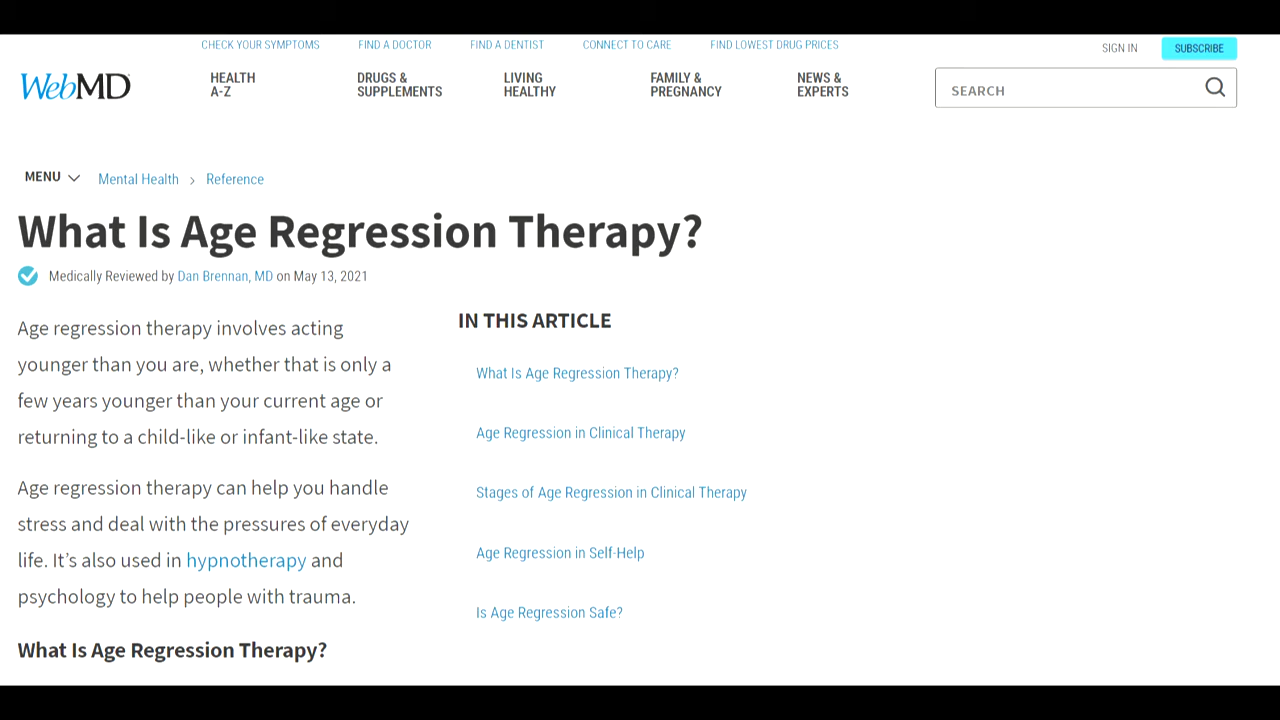 CHECK YOUR SYMPTOMS FIND A DOCTOR FIND A DENTIST CONNECT TO CARE FIND LOWEST DRUG PRICES SIGN IN SUBSCRIBE
WebMD
HEALTH
A-Z
DRUGS &
SUPPLEMENTS
LIVING
HEALTHY
FAMILY &
PREGNANCY
NEWS &
EXPERTS
SEARCH
MENU Mental Health > Reference
What Is Age Regression Therapy?
Medically Reviewed by Dan Brennan, MD on May 13, 2021
Age regression therapy involves acting
younger than you are, whether that is only a
few years younger than your current age or
returning to a child-like or infant-like state.
Age regression therapy can help you handle
stress and deal with the pressures of everyday
life. It’s also used in hypnotherapy and
psychology to help people with trauma.
What Is Age Regression Therapy?
IN THIS ARTICLE
What Is Age Regression Therapy?
Age Regression in Clinical Therapy
Stages of Age Regression in Clinical Therapy
Age Regression in Self-Help
Is Age Regression Safe?